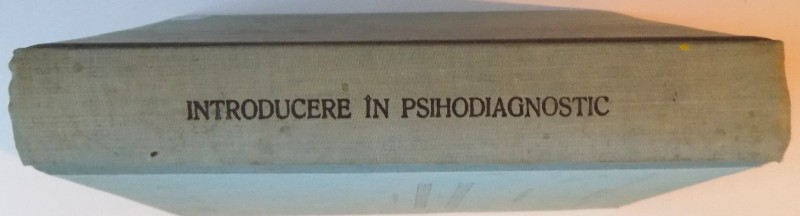 INTRODUCERE ÎN PSIHODIAGNOSTIC